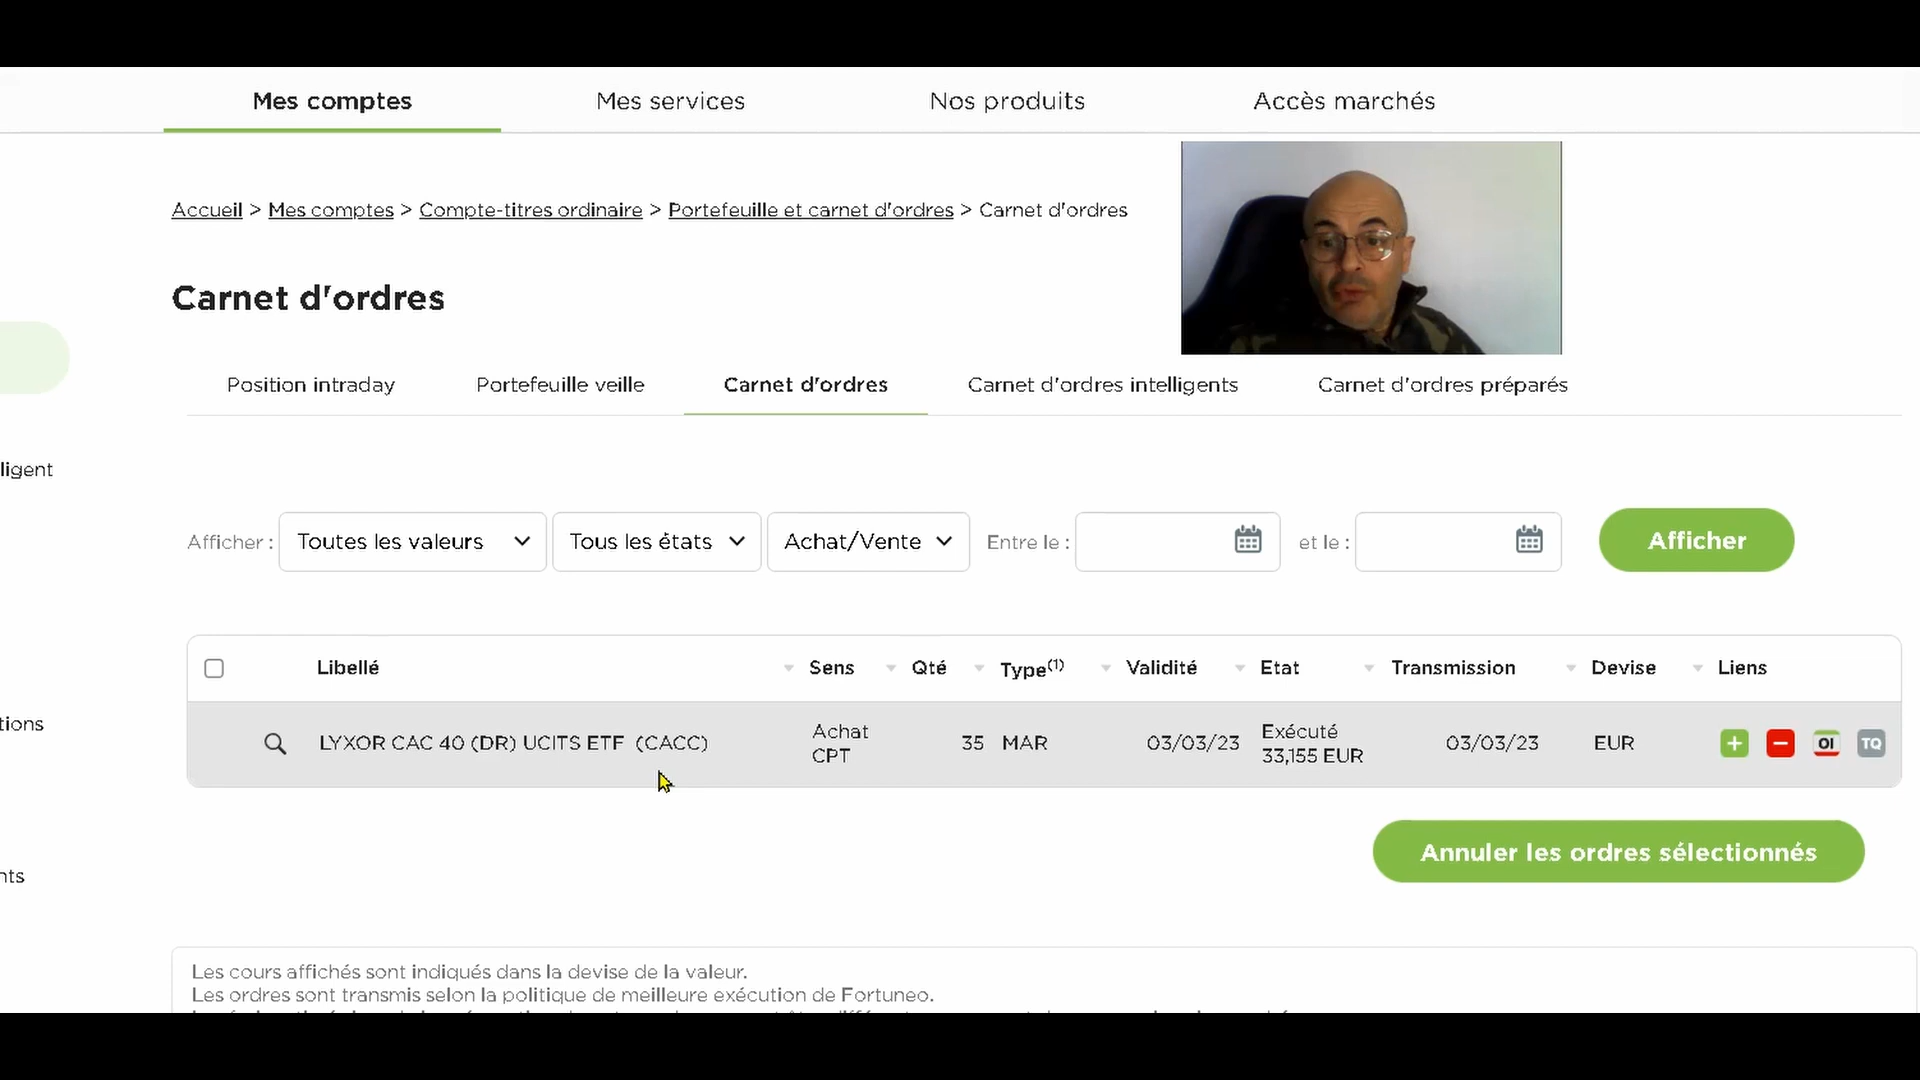 Mes comptes
Mes services
Nos produits
Accès marchés
Accueil > Mes comptes > Compte-titres ordinaire > Portefeuille et carnet d'ordres > Carnet d'ordres
Carnet d'ordres
Position intraday
Portefeuille veille
Carnet d'ordres
Carnet d'ordres intelligents
Carnet d'ordres préparés
lligent
Afficher : Toutes les valeurs Tous les états Achat/Vente Entre le : et le : Afficher
Libellé Sens Qté Type(1) Validité Etat Transmission Devise Liens
tions
LYXOR CAC 40 (DR) UCITS ETF (CACC) Achat CPT 35 MAR 03/03/23 Exécuté 33,155 EUR 03/03/23 EUR + - OI TQ
Annuler les ordres sélectionnés
nts
Les cours affichés sont indiqués dans la devise de la valeur.
Les ordres sont transmis selon la politique de meilleure exécution de Fortuneo.